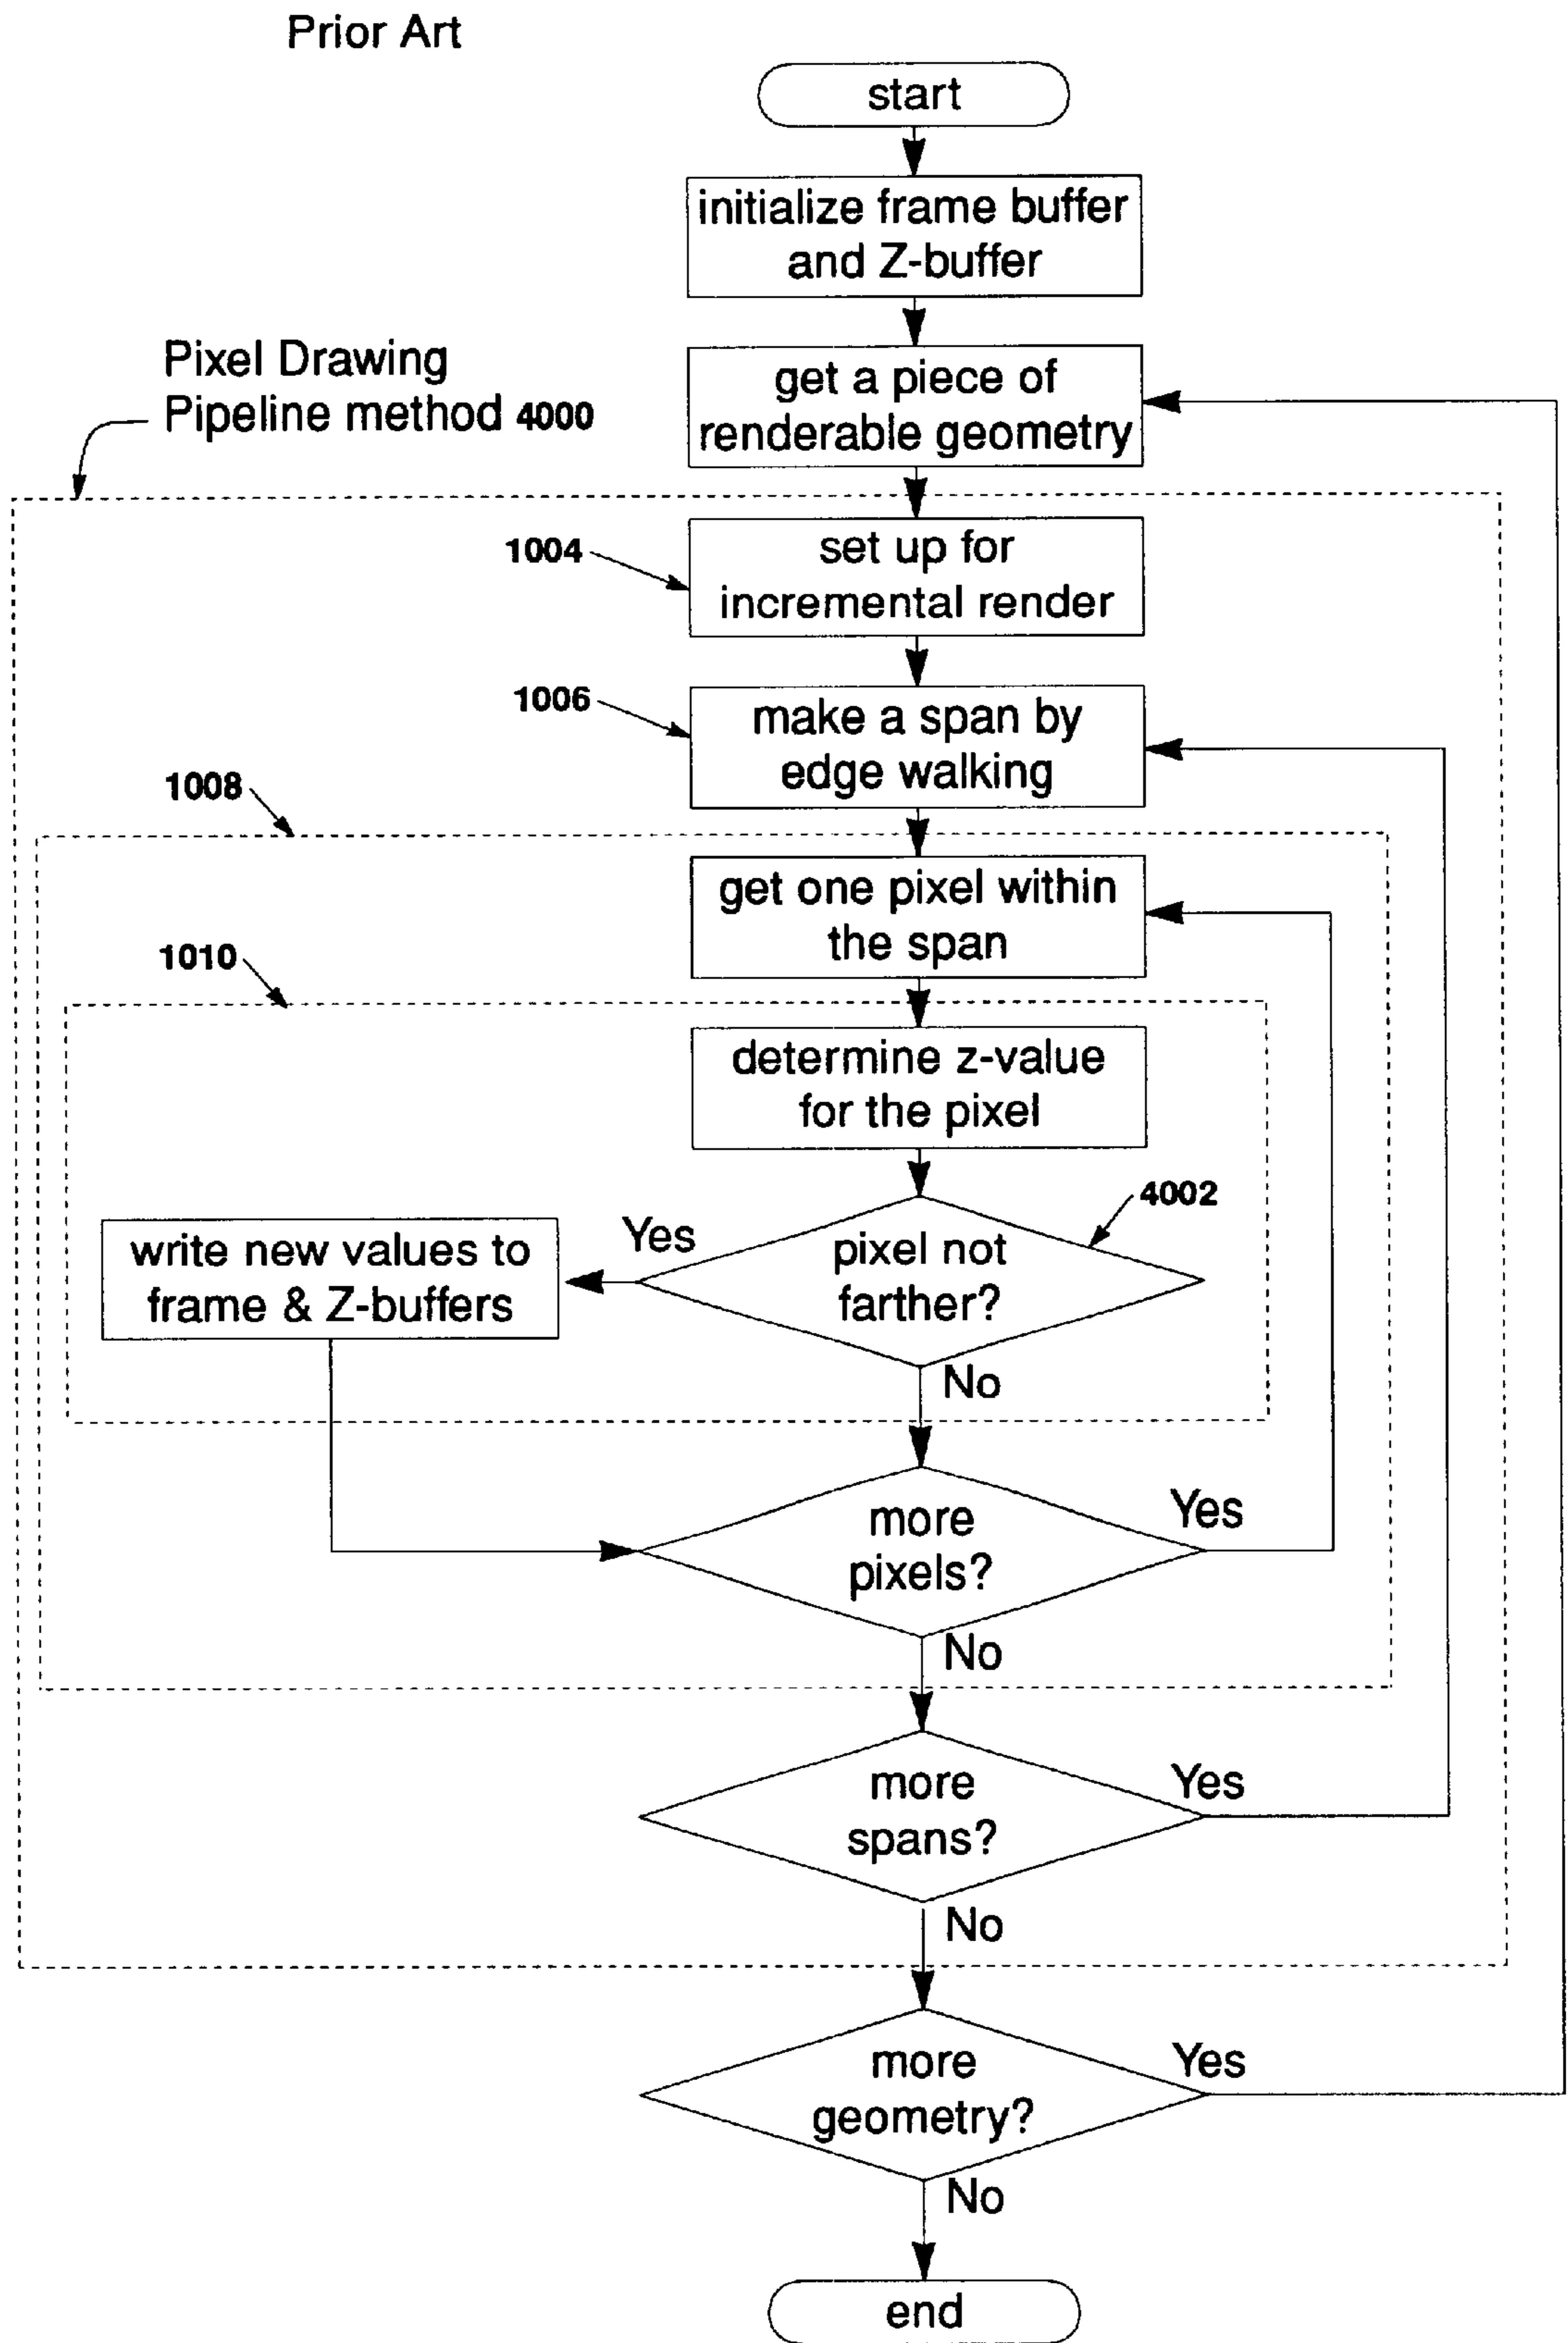 Prior Art
start
initialize frame buffer
and Z-buffer
Pixel Drawing
Pipeline method 4000
get a piece of
renderable geometry
1004
set up for
incremental render
1006
make a span by
edge walking
1008
get one pixel within
the span
1010
determine z-value
for the pixel
4002
write new values to
frame & Z-buffers
Yes
pixel not
farther?
No
more
pixels?
Yes
No
more
spans?
Yes
No
more
geometry?
Yes
No
end